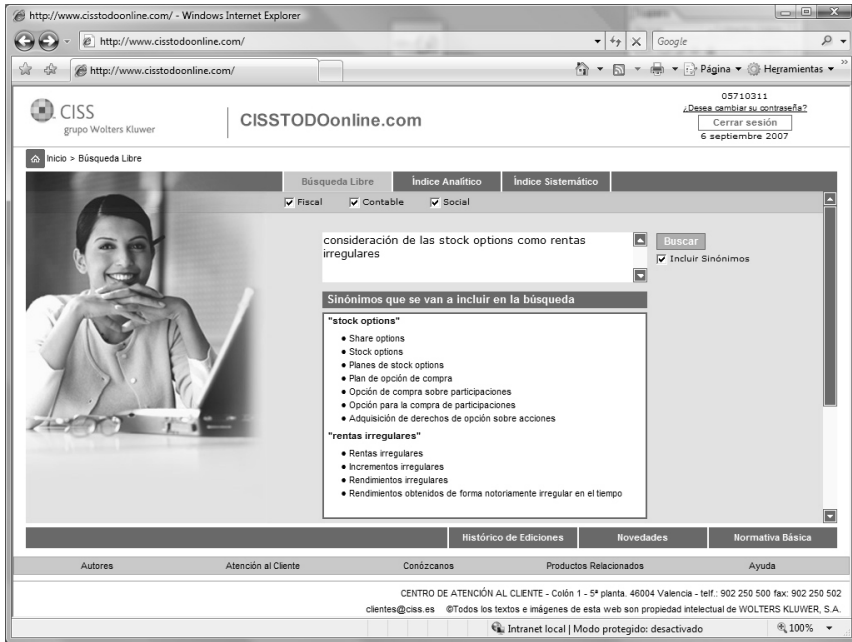 http://www.cisstodoonline.com/ - Windows Internet Explorer
http://www.cisstodoonline.com/
Google
http://www.cisstodoonline.com/
Página
Herramientas
CISS
grupo Wolters Kluwer
CISSTODOonline.com
05710311
¿Desea cambiar su contraseña?
Cerrar sesión
6 septiembre 2007
Inicio > Búsqueda Libre
Búsqueda Libre
Índice Analítico
Índice Sistemático
Fiscal
Contable
Social
consideración de las stock options como rentas
irregulares
Buscar
Incluir Sinónimos
Sinónimos que se van a incluir en la búsqueda
"stock options"
● Share options
● Stock options
● Planes de stock options
● Plan de opción de compra
● Opción de compra sobre participaciones
● Opción para la compra de participaciones
● Adquisición de derechos de opción sobre acciones
"rentas irregulares"
● Rentas irregulares
● Incrementos irregulares
● Rendimientos irregulares
● Rendimientos obtenidos de forma notoriamente irregular en el tiempo
Histórico de Ediciones
Novedades
Normativa Básica
Autores
Atención al Cliente
Conózcanos
Productos Relacionados
Ayuda
CENTRO DE ATENCIÓN AL CLIENTE - Colón 1 - 5ª planta. 46004 Valencia - telf.: 902 250 500 fax: 902 250 502
clientes@ciss.es ©Todos los textos e imágenes de esta web son propiedad intelectual de WOLTERS KLUWER, S.A.
Intranet local | Modo protegido: desactivado
100%